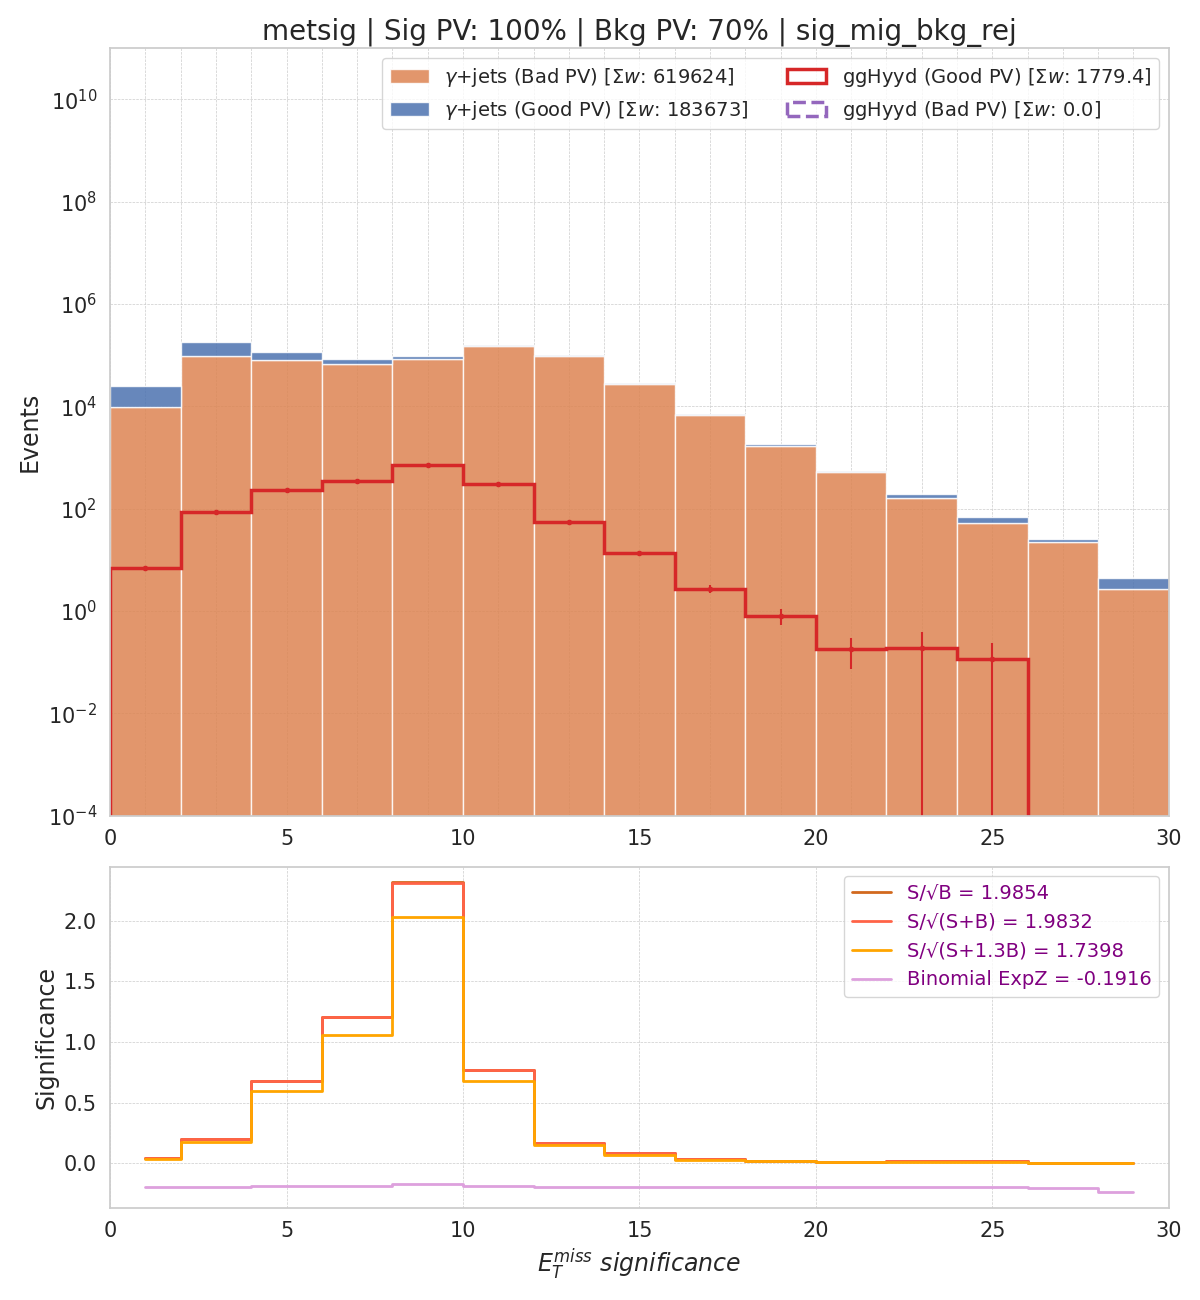 metsig | Sig PV: 100% | Bkg PV: 70% | sig_mig_bkg_rej
γ+jets (Bad PV) [Σw: 619624]
γ+jets (Good PV) [Σw: 183673]
ggHyyd (Good PV) [Σw: 1779.4]
ggHyyd (Bad PV) [Σw: 0.0]
Events
10^10
10^8
10^6
10^4
10^2
10^0
10^−2
10^−4
0 5 10 15 20 25 30
S/√B = 1.9854
S/√(S+B) = 1.9832
S/√(S+1.3B) = 1.7398
Binomial ExpZ = -0.1916
Significance
2.0
1.5
1.0
0.5
0.0
0 5 10 15 20 25 30
E_T^miss significance